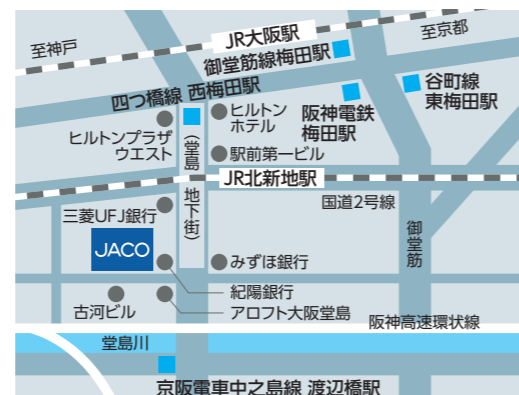 JR大阪駅
至神戸
至京都
御堂筋線梅田駅
四つ橋線 西梅田駅
谷町線
東梅田駅
阪神電鉄
梅田駅
ヒルトン
ホテル
ヒルトンプラザ
ウエスト
（堂島
地下街）
駅前第一ビル
JR北新地駅
国道2号線
三菱UFJ銀行
御堂筋
JACO
みずほ銀行
紀陽銀行
古河ビル
アロフト大阪堂島
阪神高速環状線
堂島川
京阪電車中之島線 渡辺橋駅